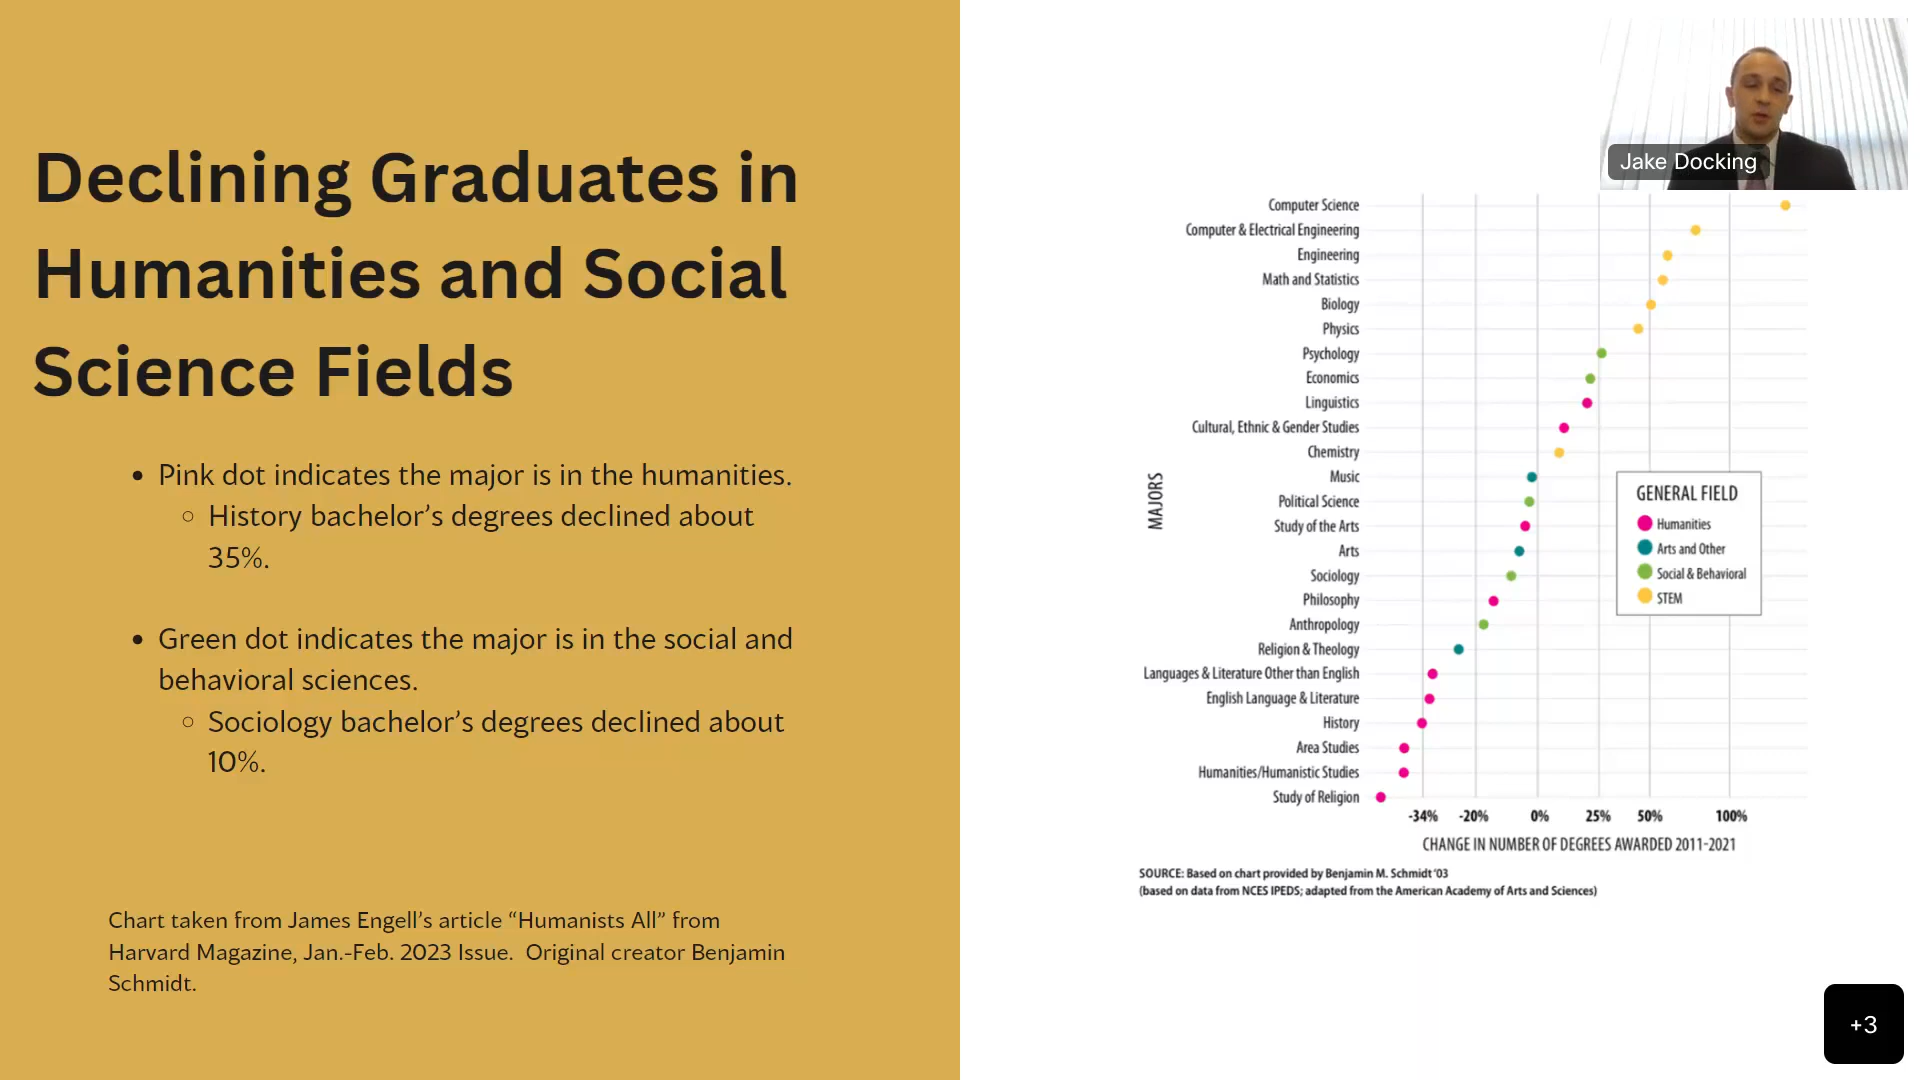 Declining Graduates in
Humanities and Social
Science Fields
• Pink dot indicates the major is in the humanities.
○ History bachelor’s degrees declined about
35%.
• Green dot indicates the major is in the social and
behavioral sciences.
○ Sociology bachelor’s degrees declined about
10%.
Chart taken from James Engell’s article “Humanists All” from
Harvard Magazine, Jan.-Feb. 2023 Issue. Original creator Benjamin
Schmidt.
Jake Docking
MAJORS
Computer Science
Computer & Electrical Engineering
Engineering
Math and Statistics
Biology
Physics
Psychology
Economics
Linguistics
Cultural, Ethnic & Gender Studies
Chemistry
Music
Political Science
Study of the Arts
Arts
Sociology
Philosophy
Anthropology
Religion & Theology
Languages & Literature Other than English
English Language & Literature
History
Area Studies
Humanities/Humanistic Studies
Study of Religion
GENERAL FIELD
Humanities
Arts and Other
Social & Behavioral
STEM
-34% -20% 0% 25% 50% 100%
CHANGE IN NUMBER OF DEGREES AWARDED 2011-2021
SOURCE: Based on chart provided by Benjamin M. Schmidt ’03
(based on data from NCES IPEDS; adapted from the American Academy of Arts and Sciences)
+3